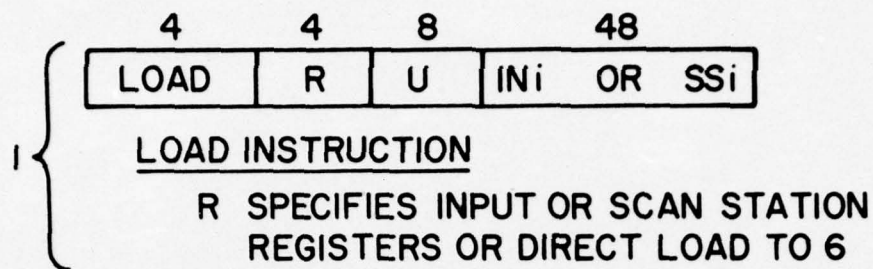 4 4 8 48
LOAD R U INi OR SSi
I
LOAD INSTRUCTION
R SPECIFIES INPUT OR SCAN STATION
REGISTERS OR DIRECT LOAD TO 6